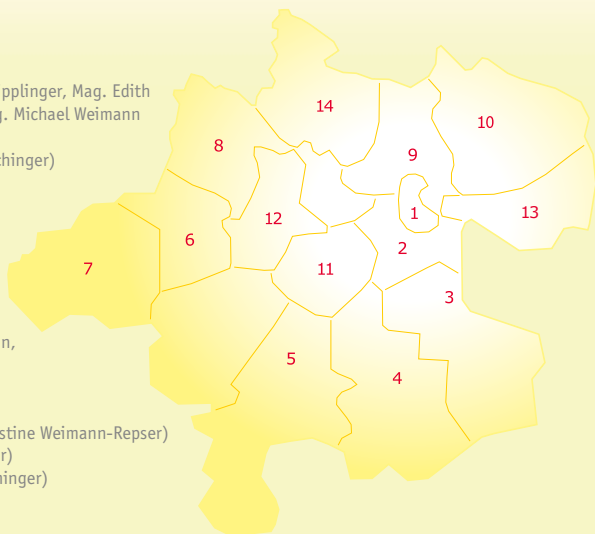 pplinger, Mag. Edith
g. Michael Weimann
chinger)
n,
stine Weimann-Repser)
r)
hinger)
14
10
8
9
1
13
12
6
2
7
11
3
5
4